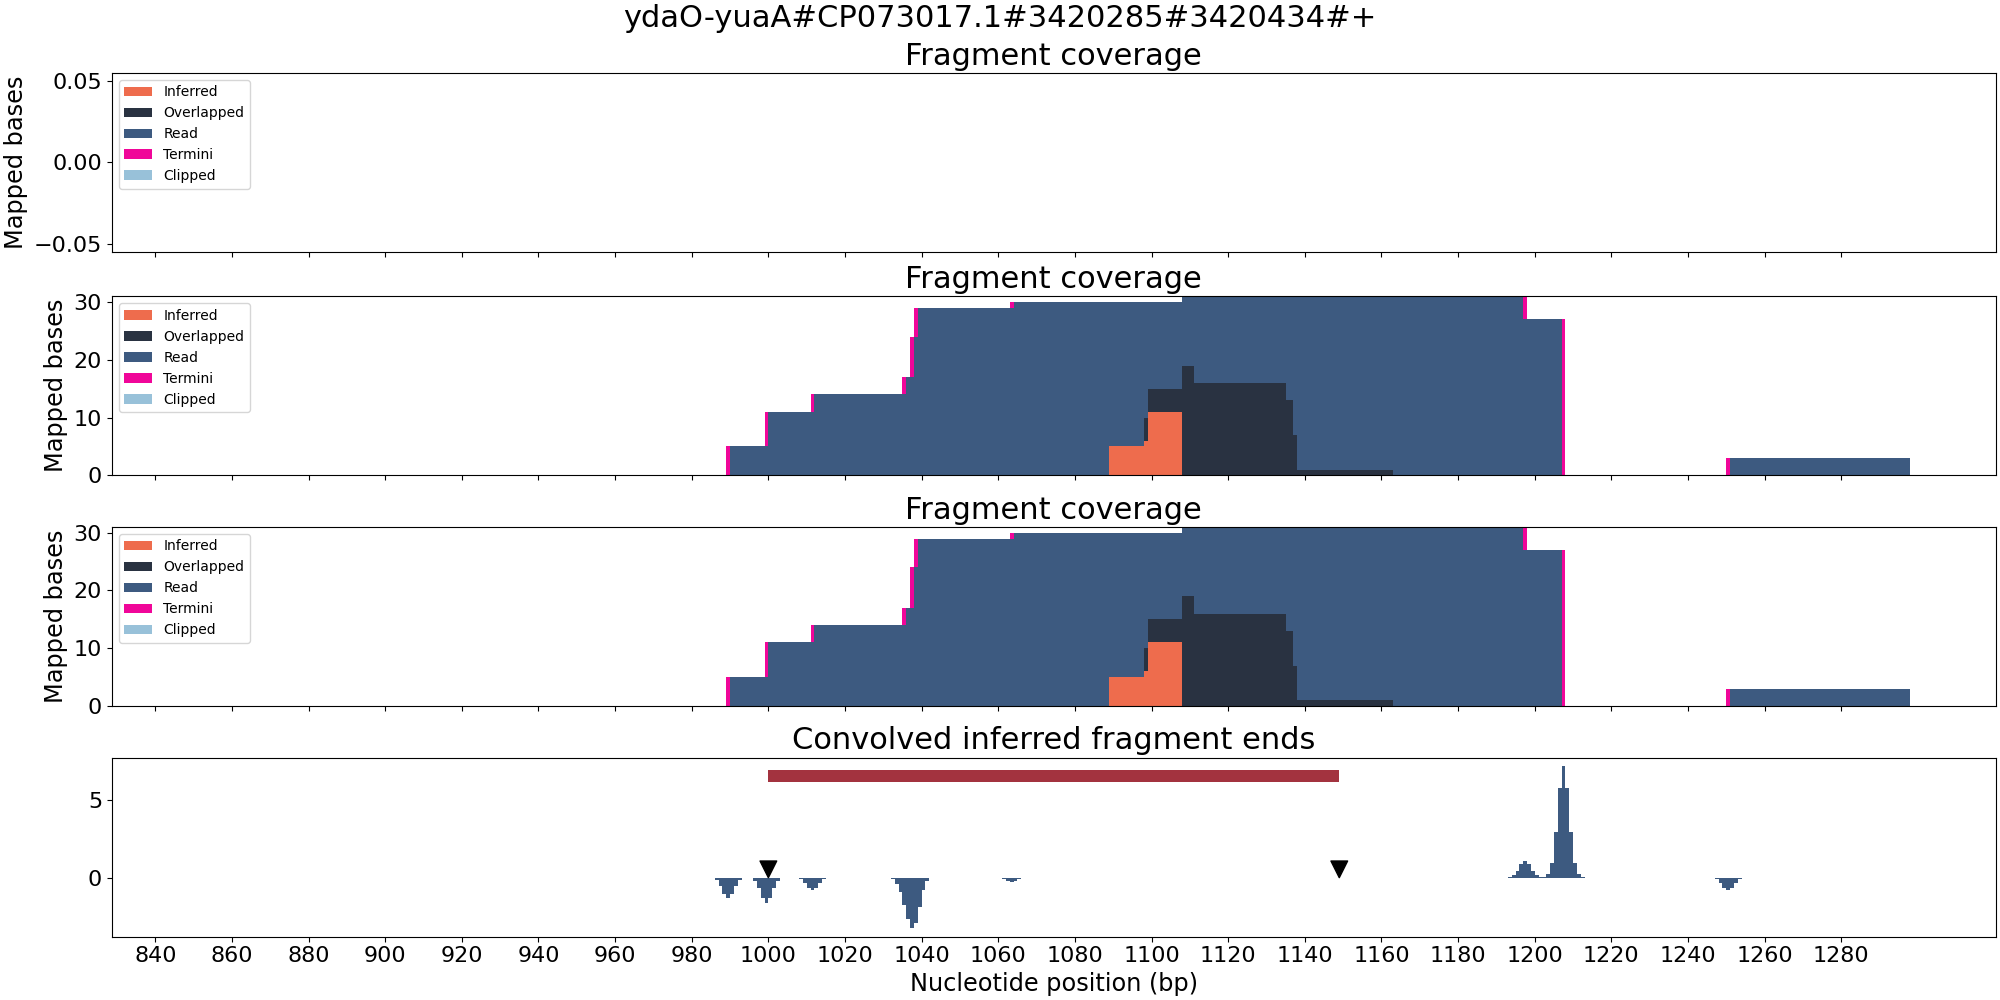 ydaO-yuaA#CP073017.1#3420285#3420434#+
Fragment coverage
Mapped bases
0.05
0.00
−0.05
Inferred
Overlapped
Read
Termini
Clipped
Fragment coverage
Mapped bases
30
20
10
0
Inferred
Overlapped
Read
Termini
Clipped
Fragment coverage
Mapped bases
30
20
10
0
Inferred
Overlapped
Read
Termini
Clipped
Convolved inferred fragment ends
5
0
840 860 880 900 920 940 960 980 1000 1020 1040 1060 1080 1100 1120 1140 1160 1180 1200 1220 1240 1260 1280
Nucleotide position (bp)